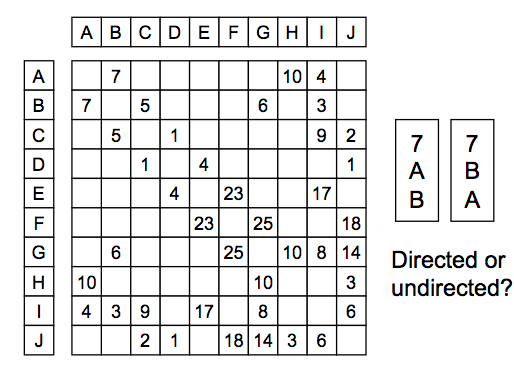 A B C D E F G H I J
A 7 10 4
B 7 5 6 3
C 5 1 9 2
D 1 4 1
E 4 23 17
F 23 25 18
G 6 25 10 8 14
H 10 10 3
I 4 3 9 17 8 6
J 2 1 18 14 3 6
7 7
A B
B A
Directed or
undirected?